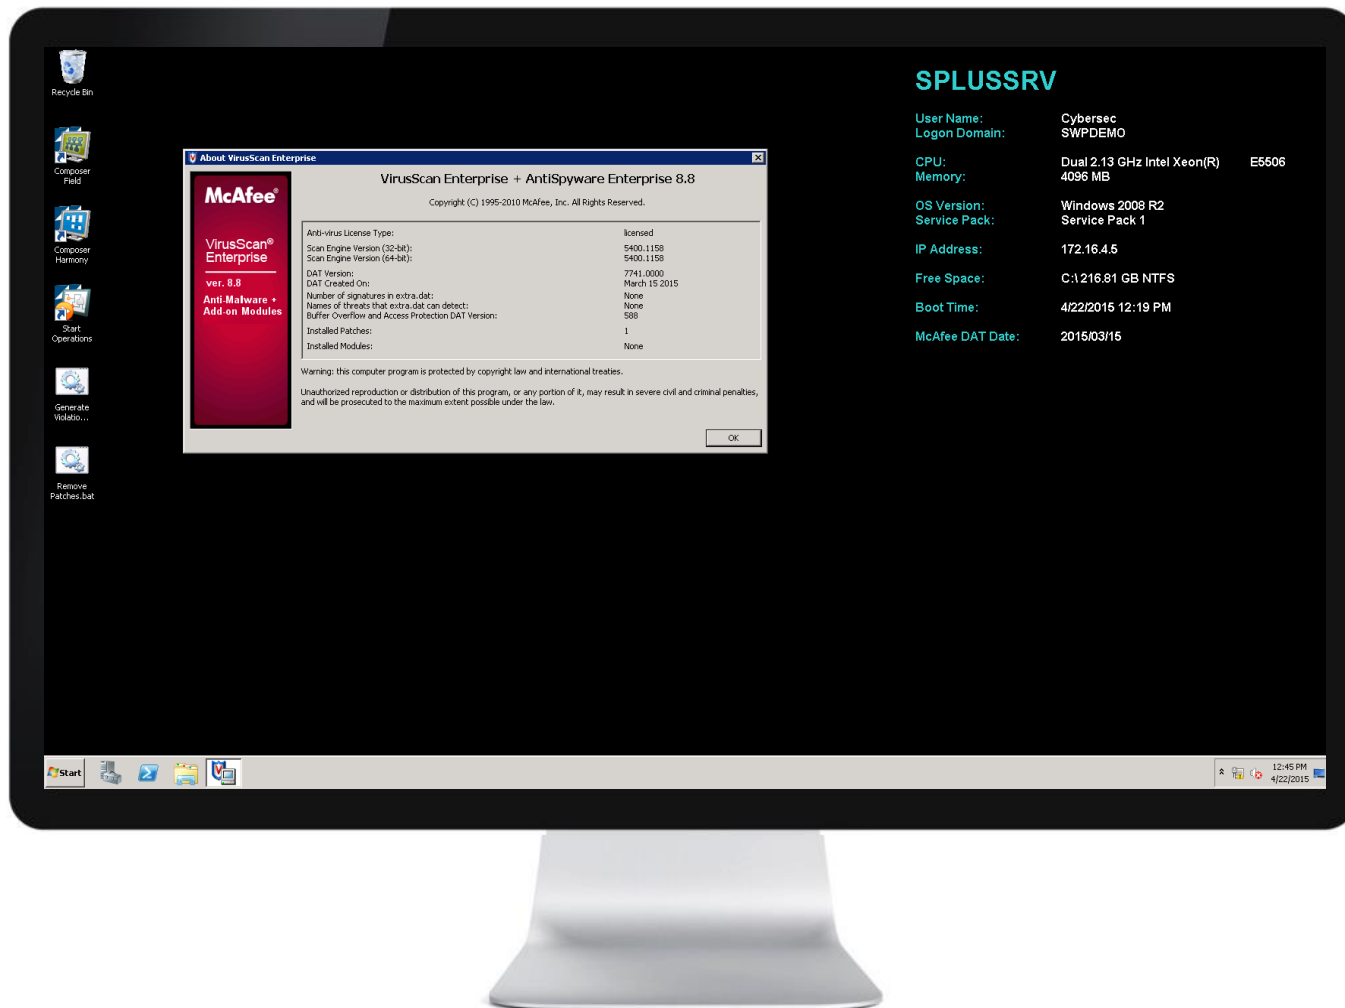 Recycle Bin
Composer
Field
Composer
Harmony
Start
Operations
Generate
Violatio...
Remove
Patches.bat
About VirusScan Enterprise
McAfee®
VirusScan®
Enterprise
ver. 8.8
Anti-Malware +
Add-on Modules
VirusScan Enterprise + AntiSpyware Enterprise 8.8
Copyright (C) 1995-2010 McAfee, Inc. All Rights Reserved.
Anti-virus License Type: licensed
Scan Engine Version (32-bit): 5400.1158
Scan Engine Version (64-bit): 5400.1158
DAT Version: 7741.0000
DAT Created On: March 15 2015
Number of signatures in extra.dat: None
Names of threats that extra.dat can detect: None
Buffer Overflow and Access Protection DAT Version: 588
Installed Patches: 1
Installed Modules: None
Warning: this computer program is protected by copyright law and international treaties.
Unauthorized reproduction or distribution of this program, or any portion of it, may result in severe civil and criminal penalties,
and will be prosecuted to the maximum extent possible under the law.
OK
SPLUSSRV
User Name: Cybersec
Logon Domain: SWPDEMO
CPU: Dual 2.13 GHz Intel Xeon(R) E5506
Memory: 4096 MB
OS Version: Windows 2008 R2
Service Pack: Service Pack 1
IP Address: 172.16.4.5
Free Space: C:\ 216.81 GB NTFS
Boot Time: 4/22/2015 12:19 PM
McAfee DAT Date: 2015/03/15
Start
12:45 PM
4/22/2015